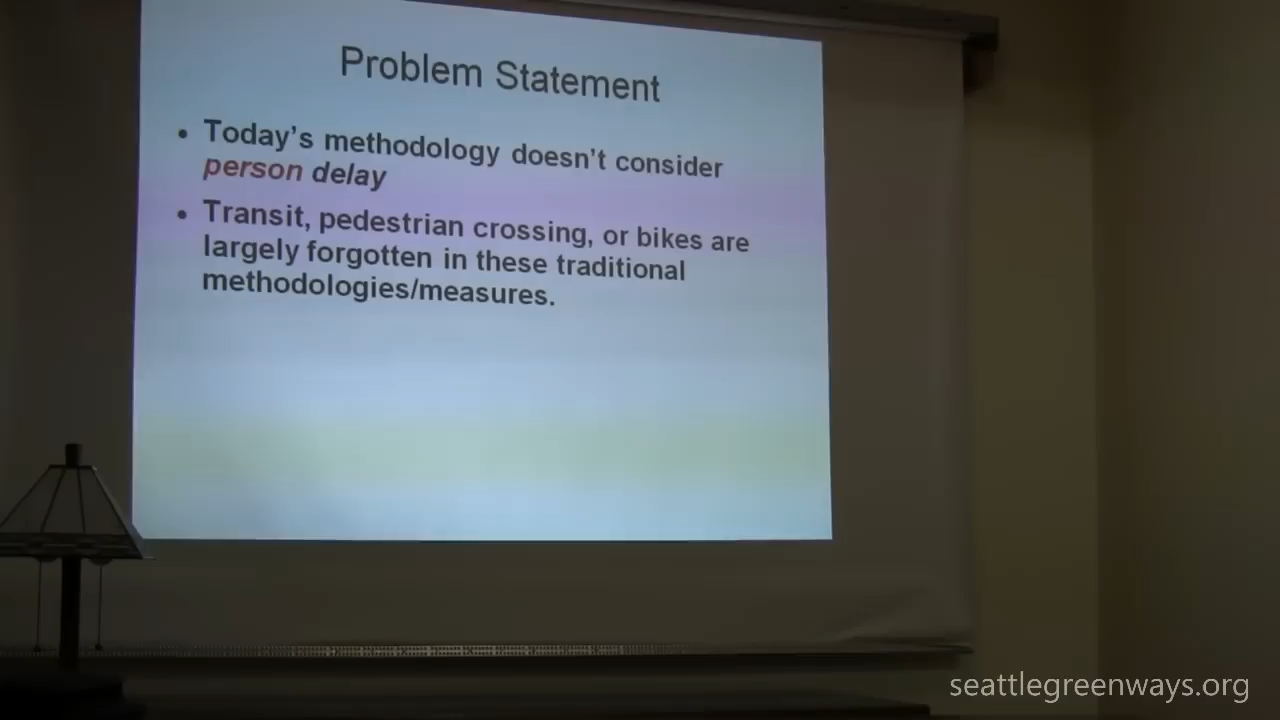 Problem Statement
• Today's methodology doesn't consider
person delay
• Transit, pedestrian crossing, or bikes are
largely forgotten in these traditional
methodologies/measures.
seattlegreenways.org